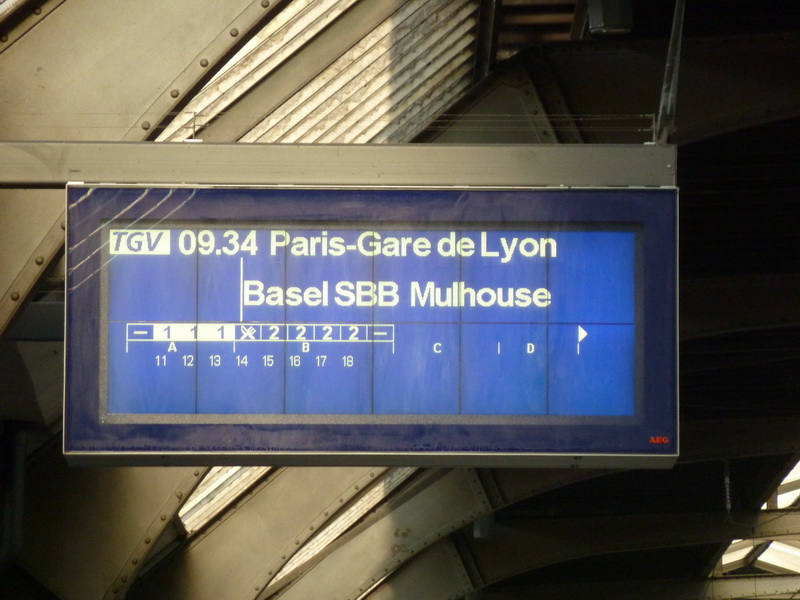 TGV 09.34 Paris-Gare de Lyon
Basel SBB Mulhouse
– 1 1 1 2 2 2 2 –
A B C D
11 12 13 14 15 16 17 18
AEG